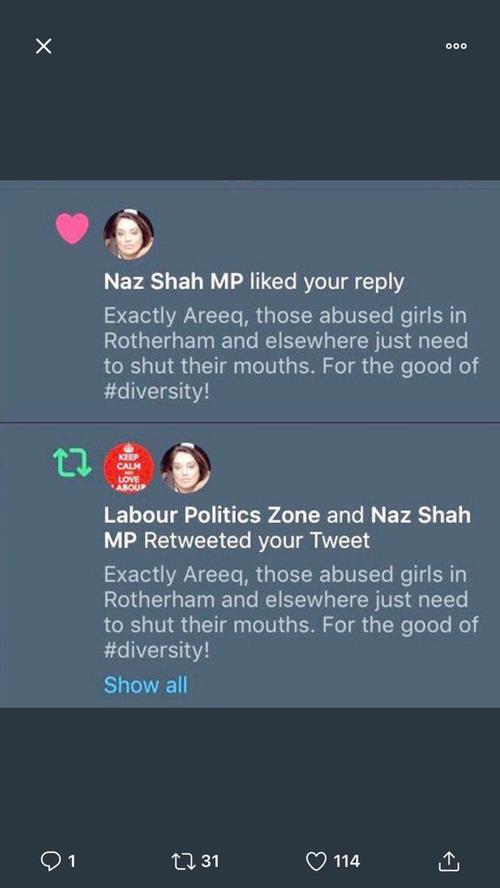 Naz Shah MP liked your reply
Exactly Areeq, those abused girls in
Rotherham and elsewhere just need
to shut their mouths. For the good of
#diversity!
KEEP
CALM
AND
LOVE
LABOUR
Labour Politics Zone and Naz Shah
MP Retweeted your Tweet
Exactly Areeq, those abused girls in
Rotherham and elsewhere just need
to shut their mouths. For the good of
#diversity!
Show all
1
31
114